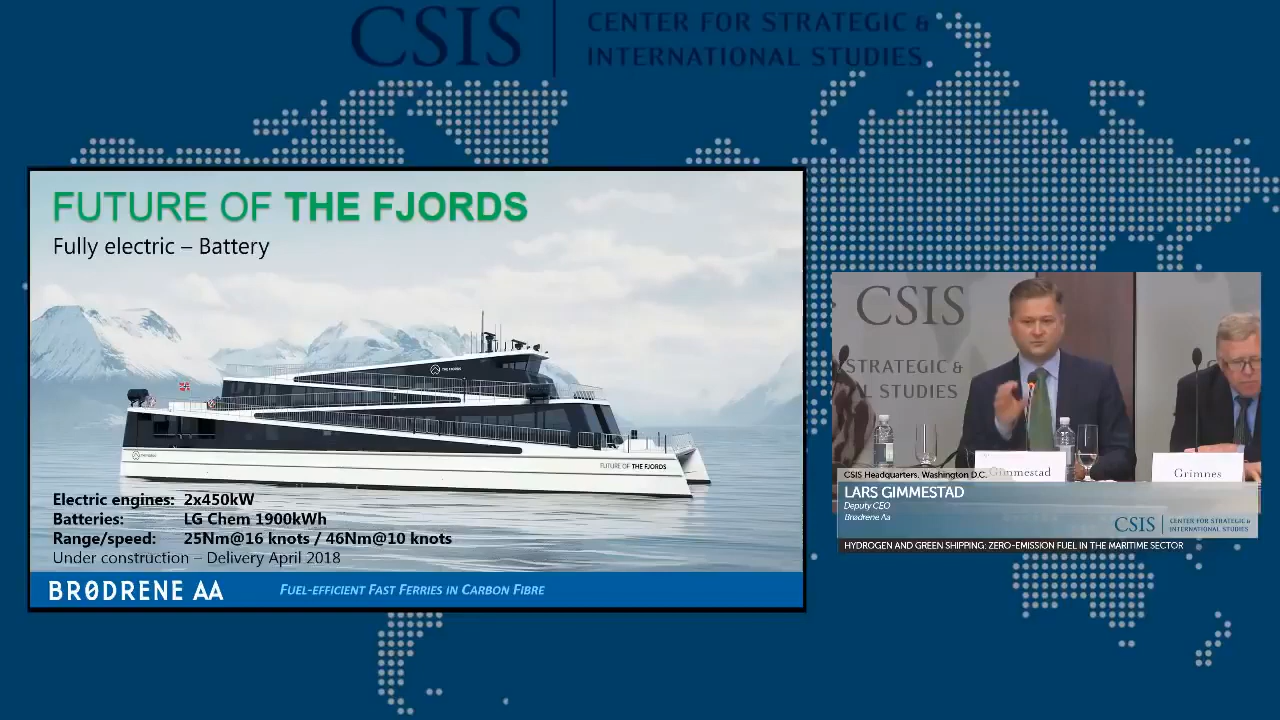 CSIS
CENTER FOR STRATEGIC &
INTERNATIONAL STUDIES
FUTURE OF THE FJORDS
Fully electric – Battery
THE FJORDS
FUTURE OF THE FJORDS
Electric engines: 2x450kW
Batteries: LG Chem 1900kWh
Range/speed: 25Nm@16 knots / 46Nm@10 knots
Under construction – Delivery April 2018
BRØDRENE AA
FUEL-EFFICIENT FAST FERRIES IN CARBON FIBRE
CSIS
STRATEGIC &
STUDIES
Gimmestad
Grimnes
CSIS Headquarters, Washington D.C.
LARS GIMMESTAD
Deputy CEO
Brødrene Aa
CSIS
CENTER FOR STRATEGIC &
INTERNATIONAL STUDIES
HYDROGEN AND GREEN SHIPPING: ZERO-EMISSION FUEL IN THE MARITIME SECTOR